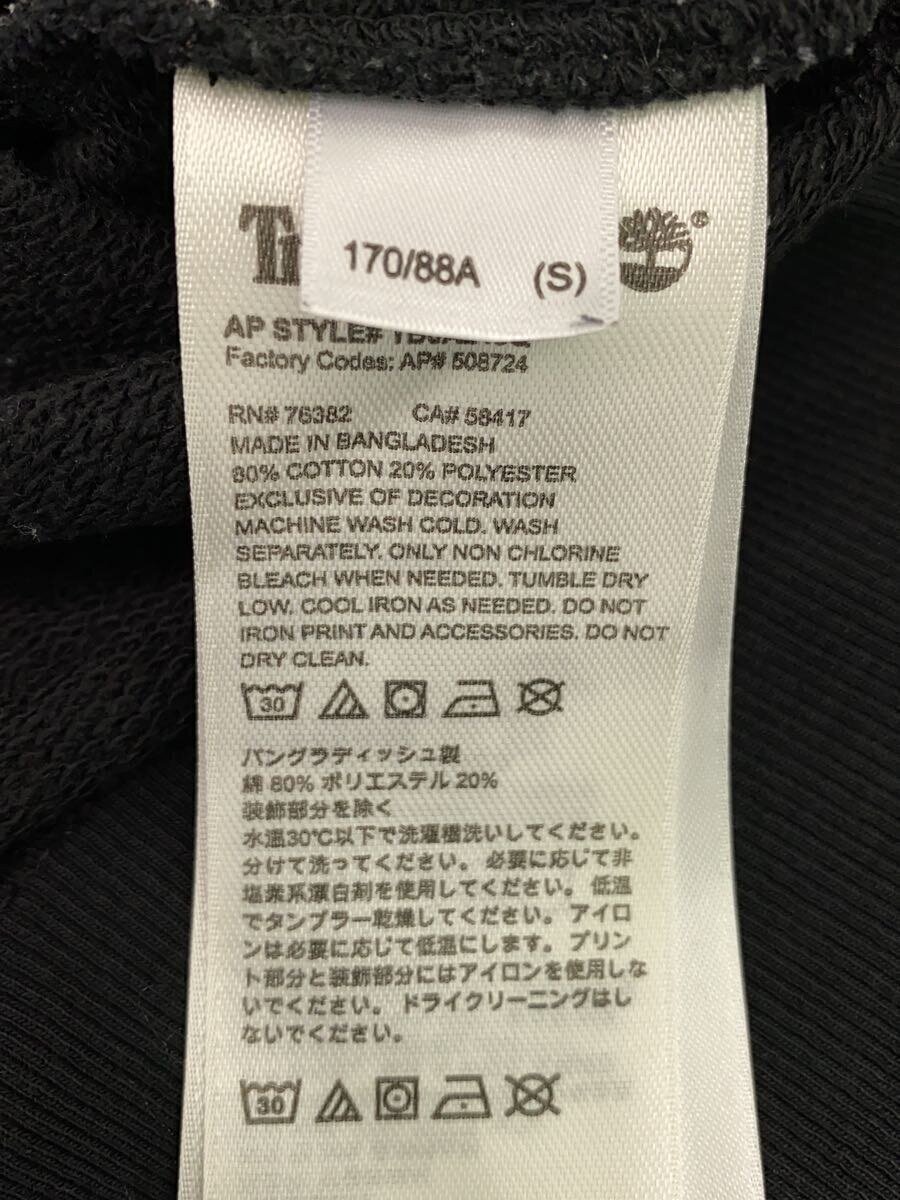 170/88A (S)
AP STYLE#
Factory Codes: AP# 508724
RN# 76382 CA# 58417
MADE IN BANGLADESH
80% COTTON 20% POLYESTER
EXCLUSIVE OF DECORATION
MACHINE WASH COLD. WASH
SEPARATELY. ONLY NON CHLORINE
BLEACH WHEN NEEDED. TUMBLE DRY
LOW. COOL IRON AS NEEDED. DO NOT
IRON PRINT AND ACCESSORIES. DO NOT
DRY CLEAN.
30
バングラディッシュ製
綿 80% ポリエステル 20%
装飾部分を除く
水温30℃以下で洗濯機洗いしてください。
分けて洗ってください。 必要に応じて非
塩素系漂白剤を使用してください。 低温
でタンブラー乾燥してください。 アイロ
ンは必要に応じて低温にします。 プリン
ト部分と装飾部分にはアイロンを使用しな
いでください。 ドライクリーニングはし
ないでください。
30